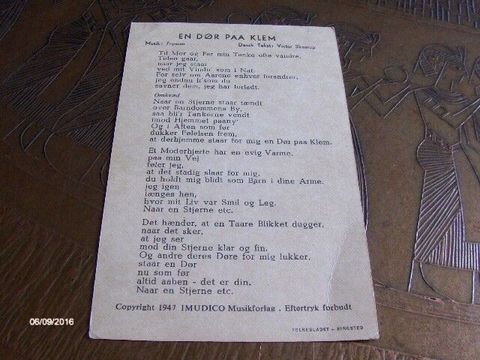 EN DØR PAA KLEM
Musik: Dansk Tekst: Victor Skaarup
Til Mor og Far min Tanke ofte vandre,
Tiden gaar,
mor jeg staar
ved mit Vindu' som i Nat.
For selv om Aarene enhver forandrer,
jeg endnu
savner dem, jeg har forladt.
Omkvæd
Naar en Stjerne staar tændt
over Barndommens By,
saa bli'r Tankerne vendt
imod Hjemmet paany
Og i Aften som før
dukker Følelsen frem,
at derhjemme staar for mig en Dør paa Klem.
Et Moderhjerte har en evig Varme,
paa min Vej
føler jeg,
at det stadig slaar for mig,
du holdt mig blidt som Barn i dine Arme,
jeg igen
længes hen,
hvor mit Liv var Smil og Leg.
Naar en Stjerne etc.
Det hænder, at en Taare Blikket dugger,
naar det sker,
at jeg ser
mod din Stjerne klar og fin.
Og andre deres Døre for mig lukker,
staar en Dør
nu som før
altid aaben - det er din.
Naar en Stjerne etc.
Copyright 1947 IMUDICO Musikforlag . Eftertryk forbudt
FOLKEBLADET - RINGSTED
06/09/2016